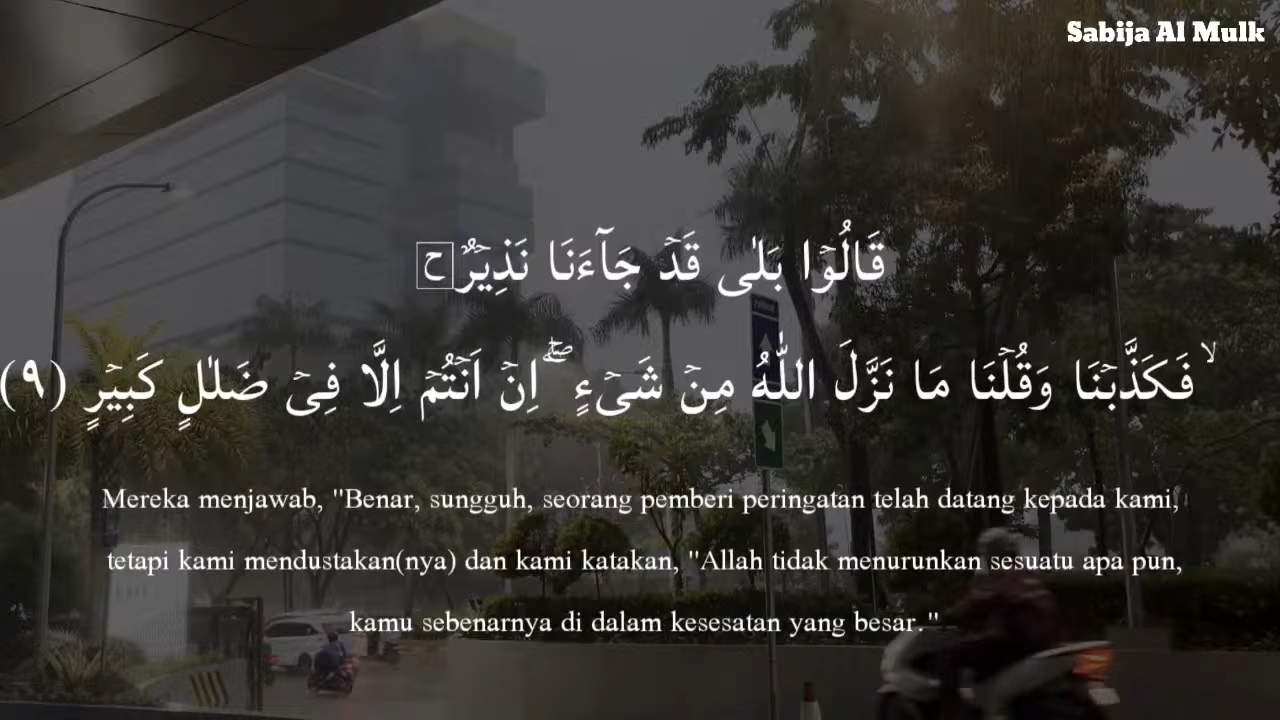 Sabija Al Mulk
قَالُوْا بَلٰى قَدْ جَاۤءَنَا نَذِيْرٌ ەۙ ح
ۙ فَكَذَّبْنَا وَقُلْنَا مَا نَزَّلَ اللّٰهُ مِنْ شَيْءٍۖ اِنْ اَنْتُمْ اِلَّا فِيْ ضَلٰلٍ كَبِيْرٍ (٩)
Mereka menjawab, "Benar, sungguh, seorang pemberi peringatan telah datang kepada kami,
tetapi kami mendustakan(nya) dan kami katakan, "Allah tidak menurunkan sesuatu apa pun,
kamu sebenarnya di dalam kesesatan yang besar."